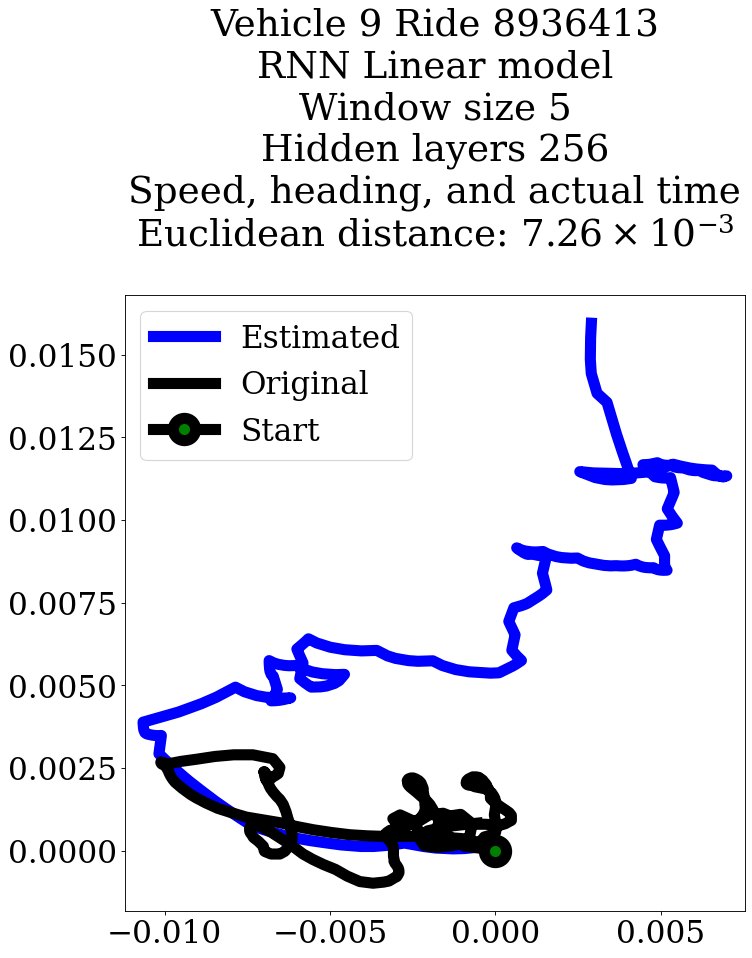 Vehicle 9 Ride 8936413
RNN Linear model
Window size 5
Hidden layers 256
Speed, heading, and actual time
Euclidean distance: 7.26 × 10⁻³
Estimated
Original
Start
0.0150
0.0125
0.0100
0.0075
0.0050
0.0025
0.0000
−0.010 −0.005 0.000 0.005